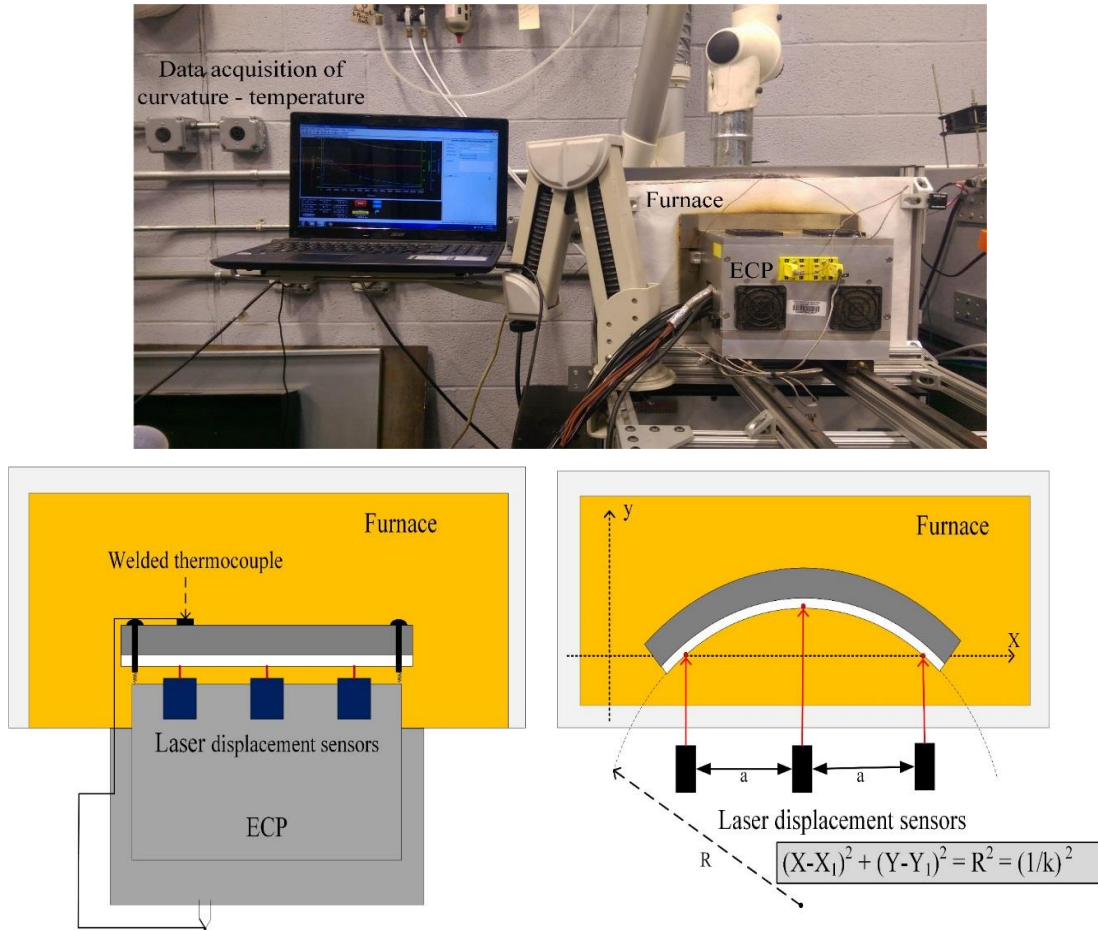 Data acquisition of
curvature - temperature
Furnace
ECP
Furnace
Welded thermocouple
Laser displacement sensors
ECP
y
Furnace
X
a
a
Laser displacement sensors
R
(X-X₁)² + (Y-Y₁)² = R² = (1/k)²